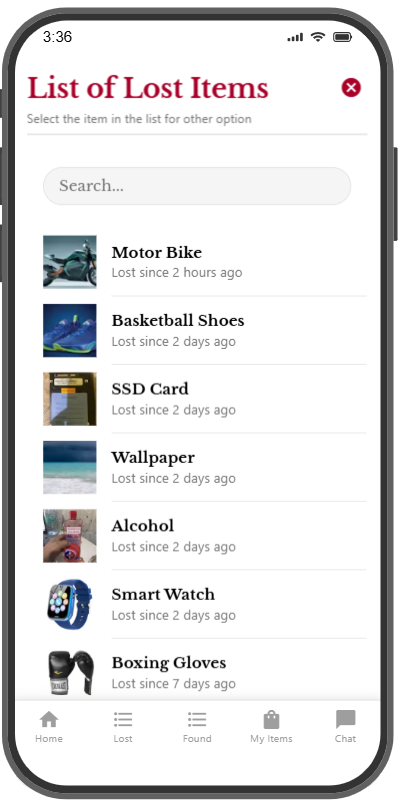 3:36
List of Lost Items
Select the item in the list for other option
Search...
Motor Bike
Lost since 2 hours ago
Basketball Shoes
Lost since 2 days ago
SSD Card
Lost since 2 days ago
Wallpaper
Lost since 2 days ago
Alcohol
Lost since 2 days ago
Smart Watch
Lost since 2 days ago
Boxing Gloves
Lost since 7 days ago
Home Lost Found My Items Chat